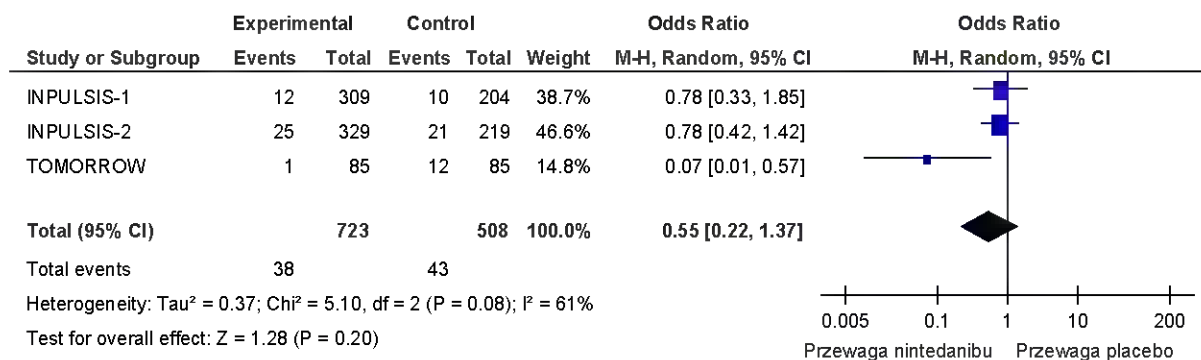 Experimental Control Odds Ratio Odds Ratio
Study or Subgroup Events Total Events Total Weight M-H, Random, 95% CI M-H, Random, 95% CI
INPULSIS-1 12 309 10 204 38.7% 0.78 [0.33, 1.85]
INPULSIS-2 25 329 21 219 46.6% 0.78 [0.42, 1.42]
TOMORROW 1 85 12 85 14.8% 0.07 [0.01, 0.57]
Total (95% CI) 723 508 100.0% 0.55 [0.22, 1.37]
Total events 38 43
Heterogeneity: Tau² = 0.37; Chi² = 5.10, df = 2 (P = 0.08); I² = 61%
Test for overall effect: Z = 1.28 (P = 0.20)
0.005 0.1 1 10 200
Przewaga nintedanibu Przewaga placebo